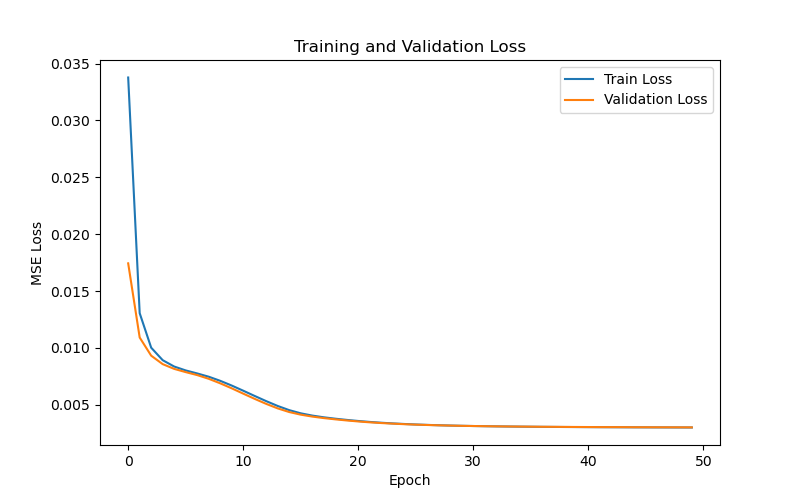 Training and Validation Loss
Train Loss
Validation Loss
MSE Loss
0.035
0.030
0.025
0.020
0.015
0.010
0.005
0
10
20
30
40
50
Epoch